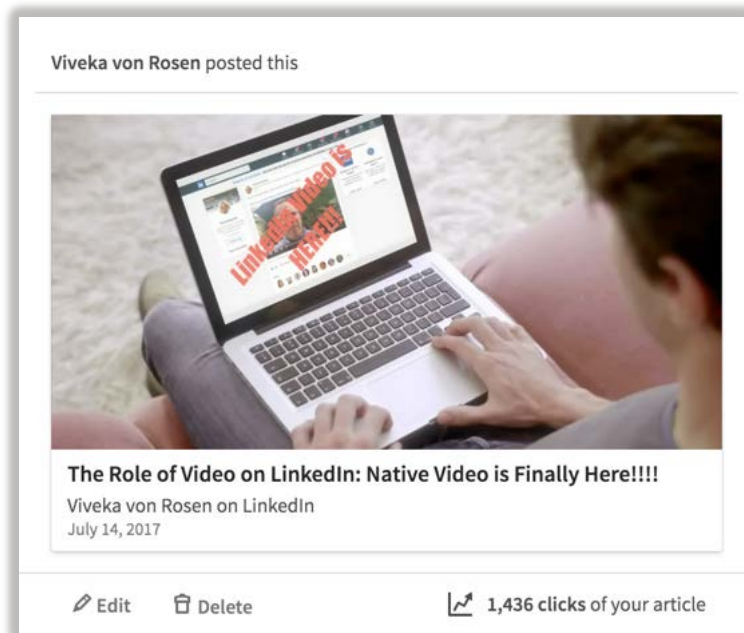 Viveka von Rosen posted this
LinkedIn Video is
HERE!!!
The Role of Video on LinkedIn: Native Video is Finally Here!!!!
Viveka von Rosen on LinkedIn
July 14, 2017
Edit
Delete
1,436 clicks of your article